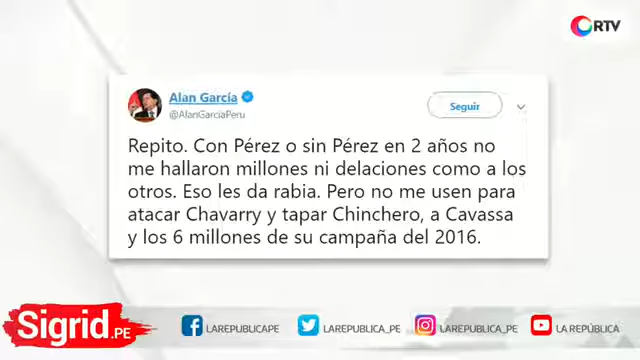 RTV
Alan García
@AlanGarciaPeru
Seguir
Repito. Con Pérez o sin Pérez en 2 años no
me hallaron millones ni delaciones como a los
otros. Eso les da rabia. Pero no me usen para
atacar Chavarry y tapar Chinchero, a Cavassa
y los 6 millones de su campaña del 2016.
Sigrid.PE
LAREPUBLICAPE
LAREPUBLICA_PE
LAREPUBLICA_PE
LA REPÚBLICA